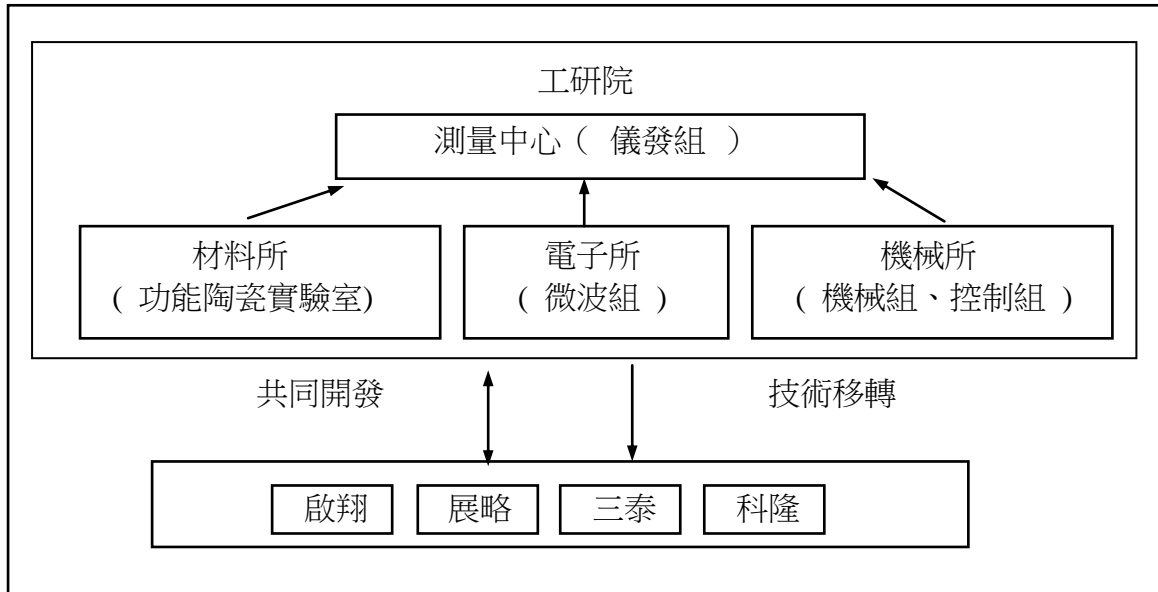 工研院
測量中心( 儀發組 )
材料所
( 功能陶瓷實驗室)
電子所
( 微波組 )
機械所
( 機械組、控制組 )
共同開發
技術移轉
啟翔
展略
三泰
科隆